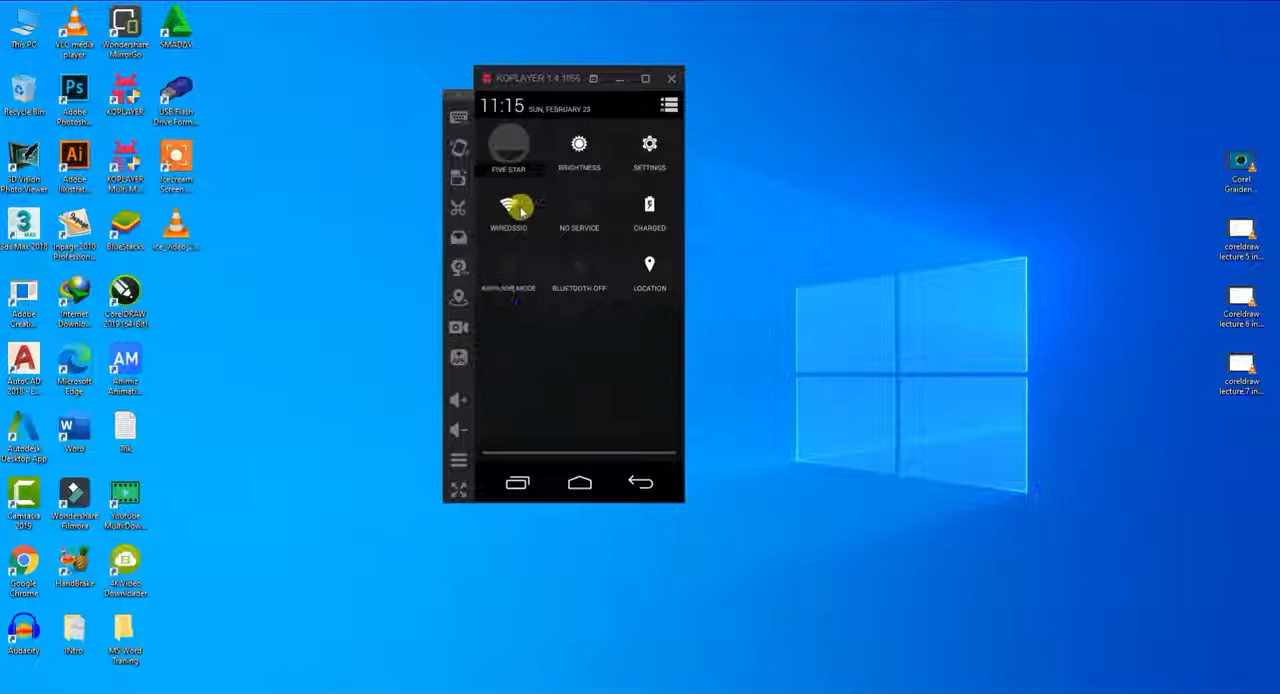 This PC
VLC media
player
Wondershare
MirrorGo
SMADAV
Recycle Bin
Adobe
Photosh...
KOPLAYER
USB Flash
Drive Form...
3D Vision
Photo Viewer
Adobe
Illustrat...
KOPLAYER
Multi M...
Icecream
Screen ...
3ds Max 2018
Inpage 2010
Profession...
BlueStacks
ice_video_2...
Adobe
Creati...
Internet
Downlo...
CorelDRAW
2019 (64-Bit)
AutoCAD
2018 - E...
Microsoft
Edge
Animiz
Animati...
Autodesk
Desktop App
Word
Camtasia
2019
Wondershare
Filmora
Youtube
Multi Dow...
Google
Chrome
HandBrake
4K Video
Downloader
Audacity
INtro
MS Word
Traning
KOPLAYER 1.4.1056
11:15 SUN, FEBRUARY 23
FIVE STAR
BRIGHTNESS
SETTINGS
WIREDSSID
NO SERVICE
CHARGED
AIRPLANE MODE
BLUETOOTH OFF
LOCATION
Corel
Graiden...
coreldraw
lecture 5 in...
Coreldraw
lecture 6 in...
coreldraw
lecture 7 in...